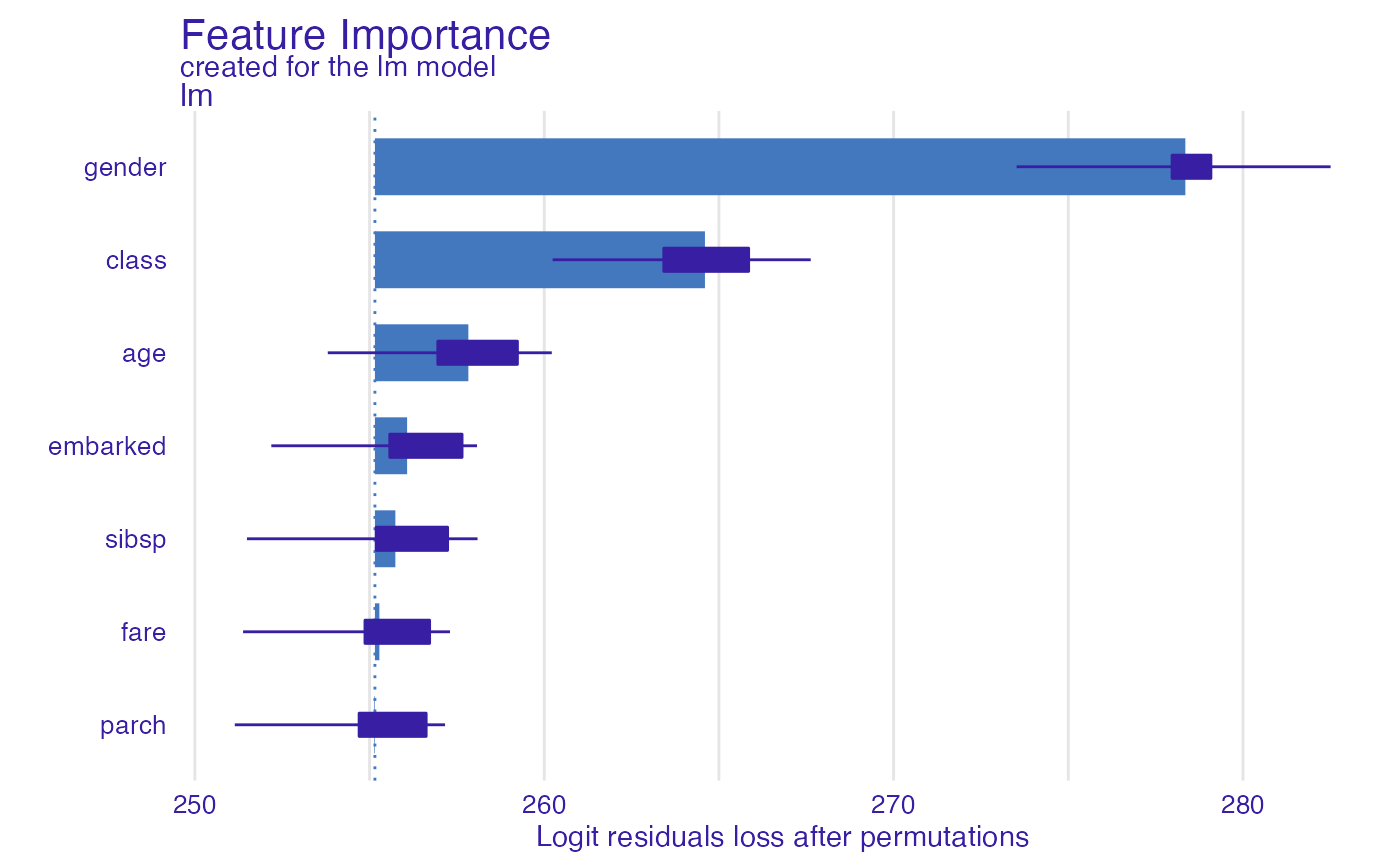 Feature Importance
created for the lm model
lm
gender
class
age
embarked
sibsp
fare
parch
250 260 270 280
Logit residuals loss after permutations